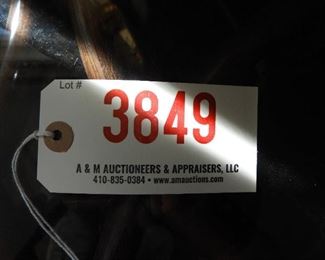 Lot #
3849
A & M AUCTIONEERS & APPRAISERS, LLC
410-835-0384 • www.amauctions.com